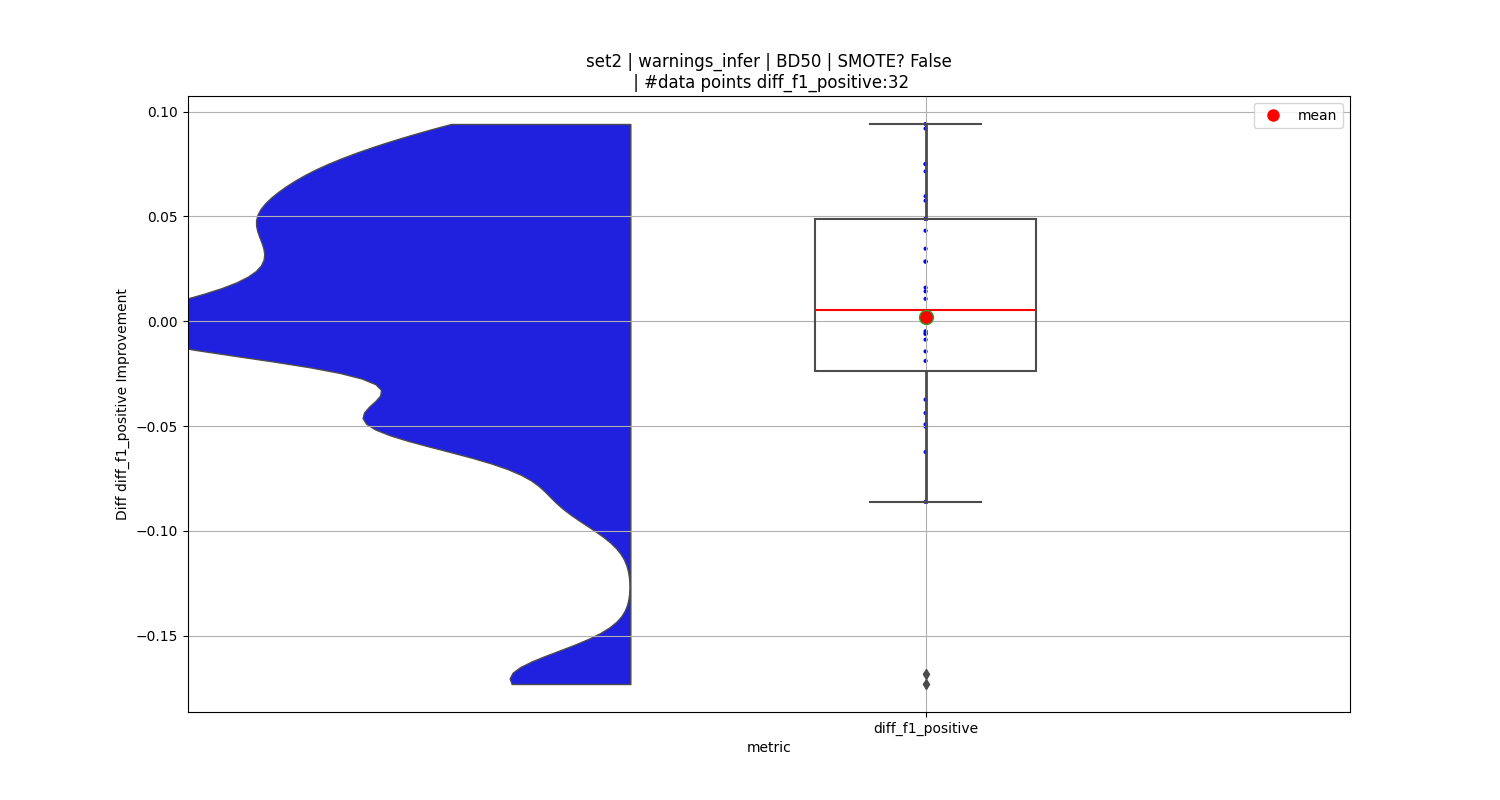 set2 | warnings_infer | BD50 | SMOTE? False
| #data points diff_f1_positive:32
mean
Diff diff_f1_positive Improvement
0.10
0.05
0.00
−0.05
−0.10
−0.15
diff_f1_positive
metric